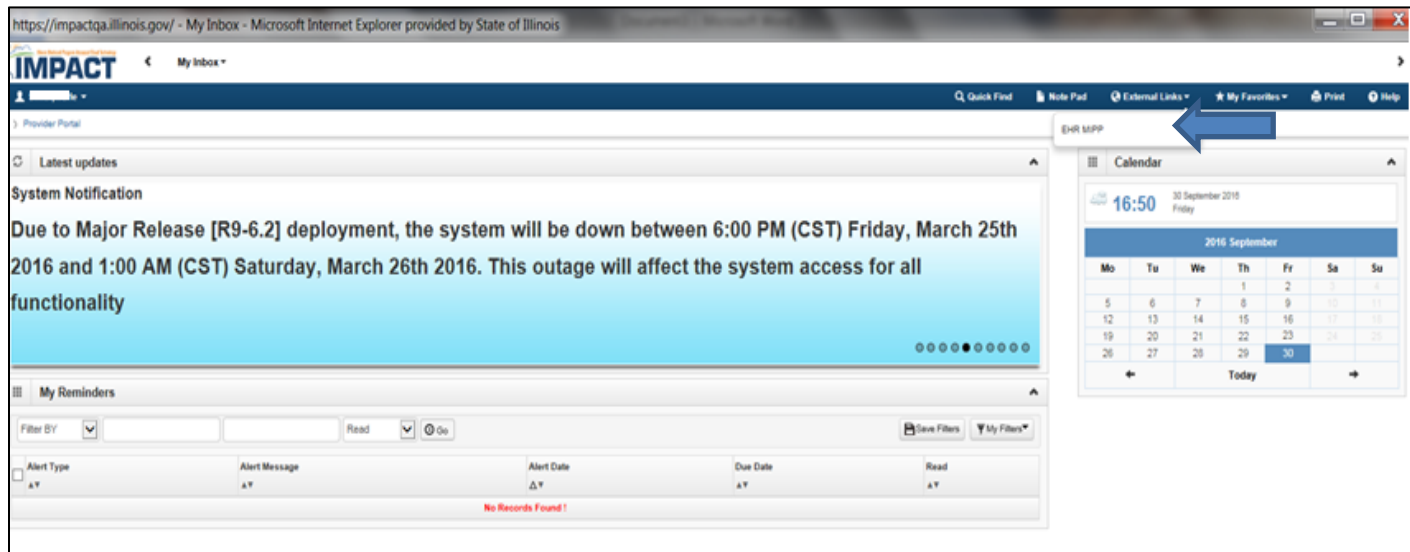 https://impactqa.illinois.gov/ - My Inbox - Microsoft Internet Explorer provided by State of Illinois
IMPACT
My Inbox
Quick Find Note Pad External Links My Favorites Print Help
Provider Portal
EHR MIPP
Latest updates
Calendar
System Notification
16:50
30 September 2016
Friday
Due to Major Release [R9-6.2] deployment, the system will be down between 6:00 PM (CST) Friday, March 25th
2016 and 1:00 AM (CST) Saturday, March 26th 2016. This outage will affect the system access for all
functionality
2016 September
Mo Tu We Th Fr Sa Su
1 2 3 4
5 6 7 8 9 10 11
12 13 14 15 16 17 18
19 20 21 22 23 24 25
26 27 28 29 30
Today
My Reminders
Filter BY Read Go Save Filters My Filters
Alert Type Alert Message Alert Date Due Date Read
No Records Found !